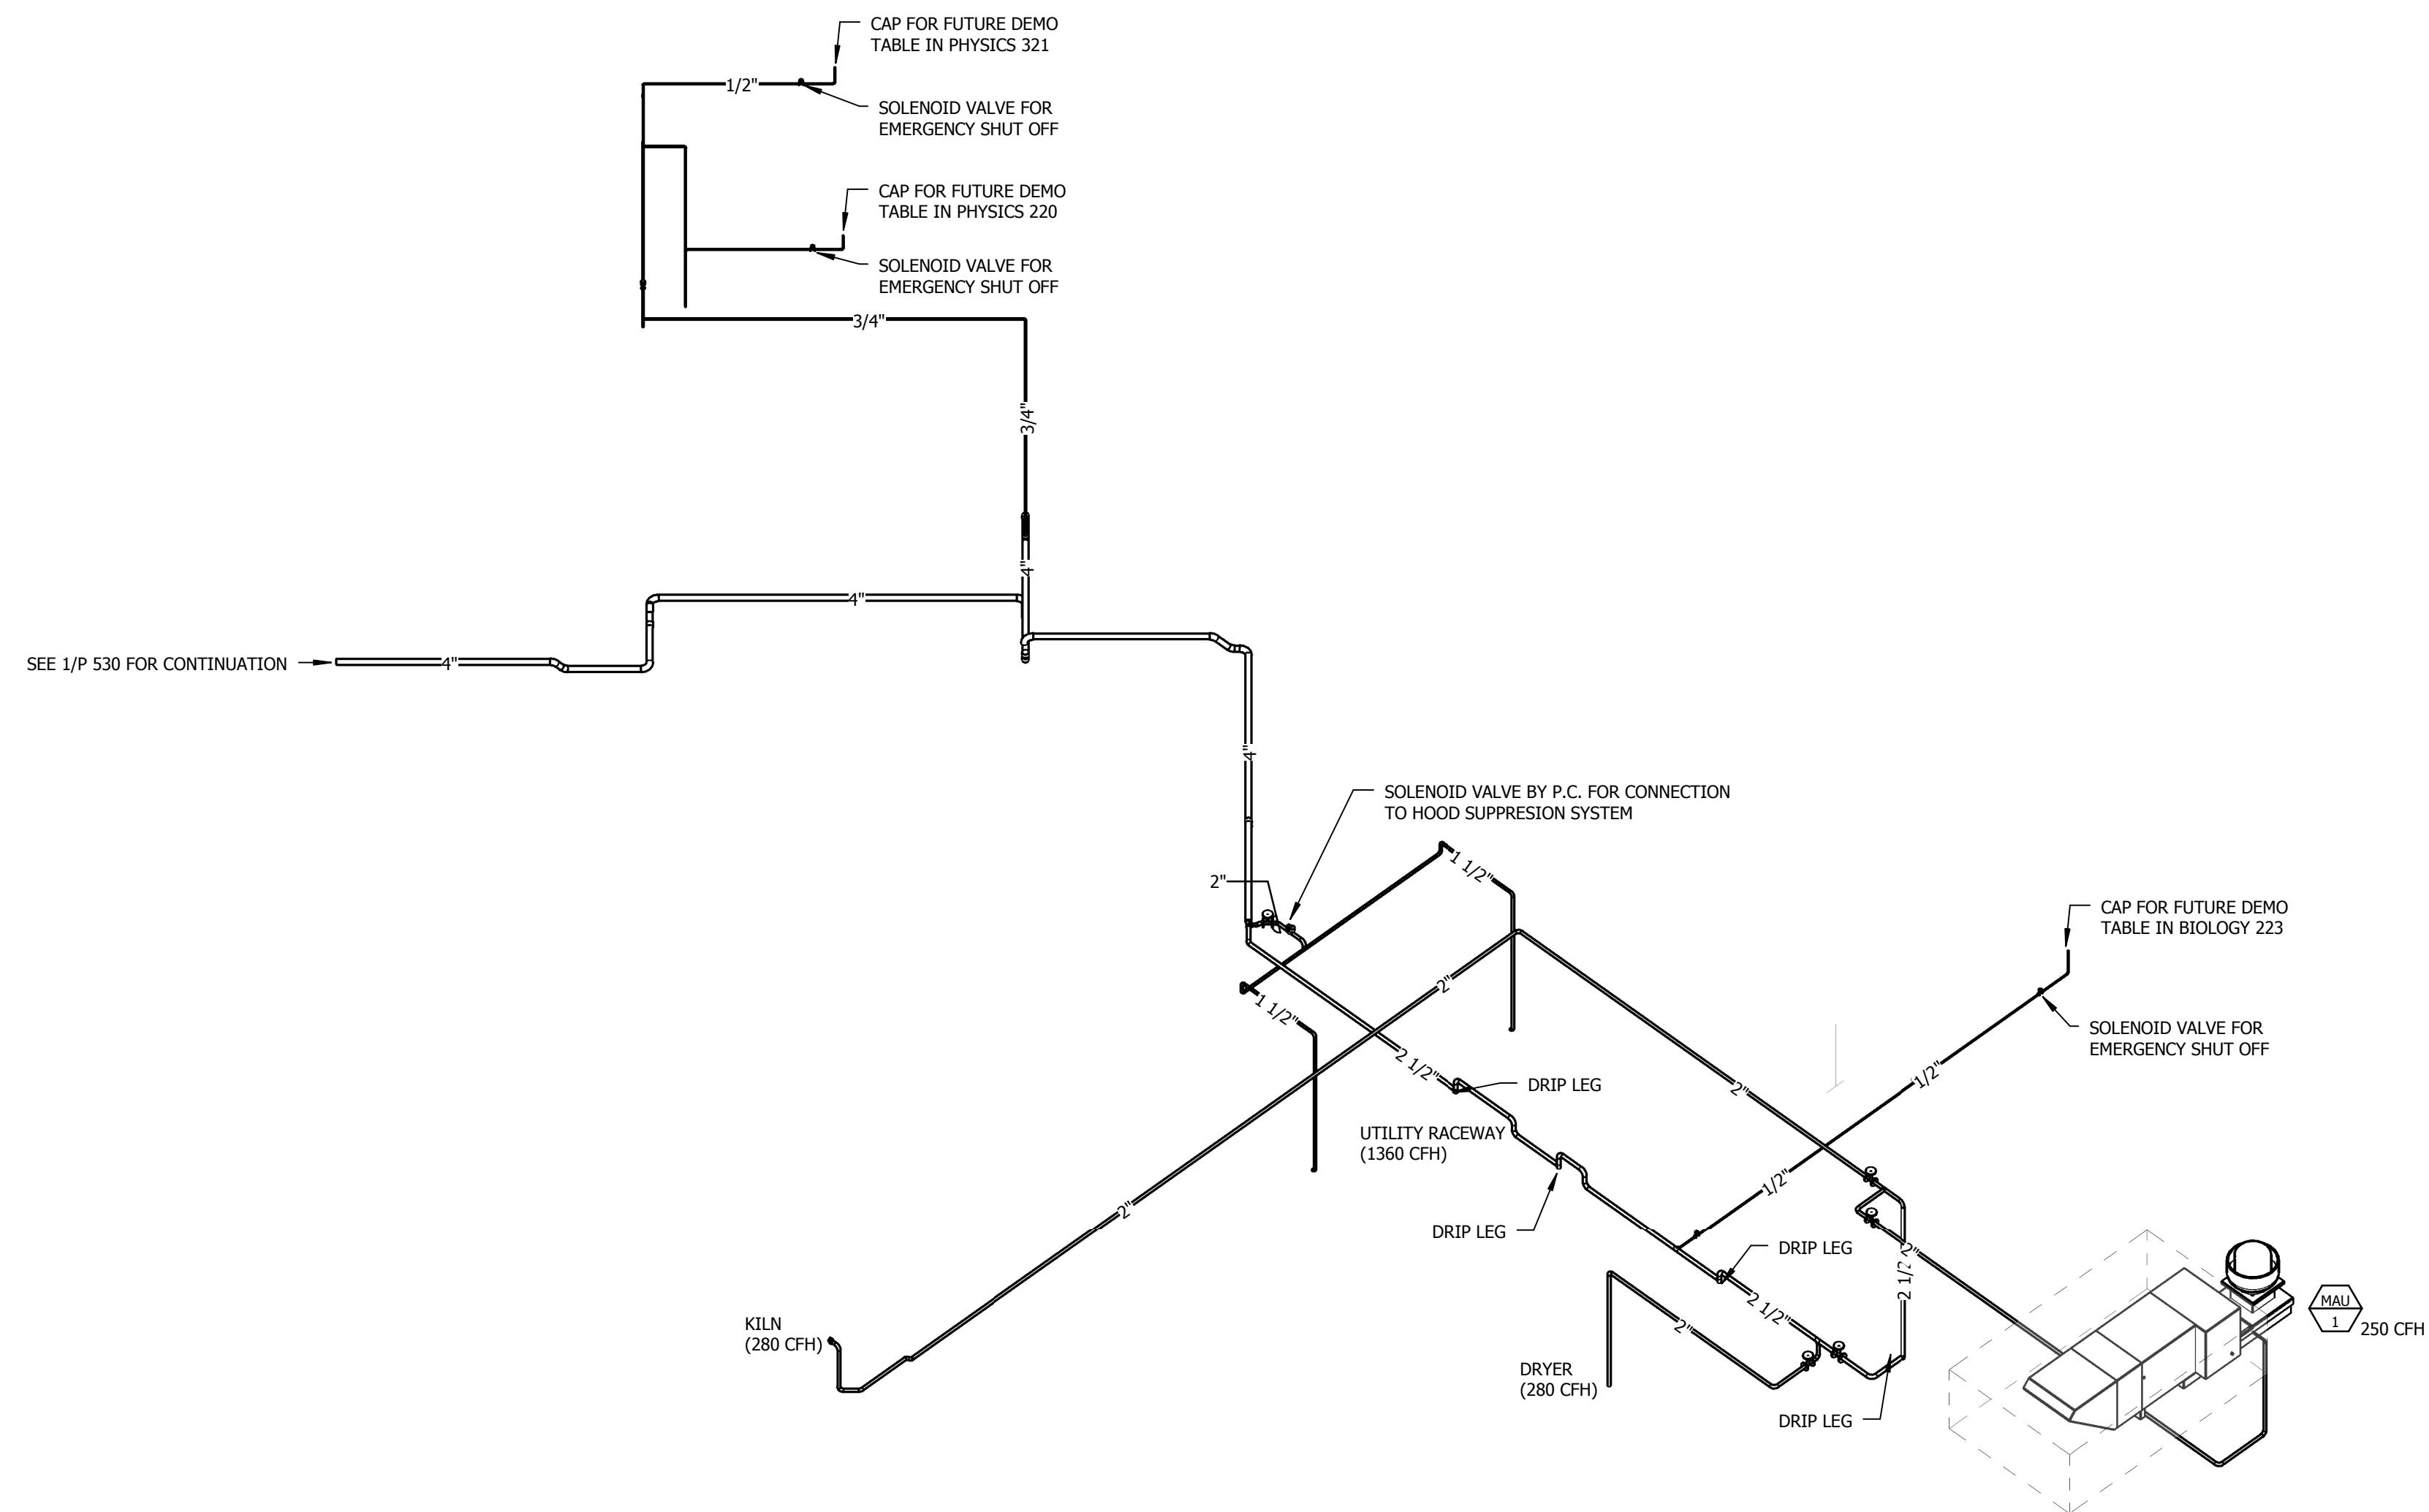 CAP FOR FUTURE DEMO
TABLE IN PHYSICS 321
1/2"
SOLENOID VALVE FOR
EMERGENCY SHUT OFF
CAP FOR FUTURE DEMO
TABLE IN PHYSICS 220
SOLENOID VALVE FOR
EMERGENCY SHUT OFF
3/4"
3/4"
4"
4"
SEE 1/P 530 FOR CONTINUATION
4"
4"
SOLENOID VALVE BY P.C. FOR CONNECTION
TO HOOD SUPPRESION SYSTEM
1 1/2"
2"
CAP FOR FUTURE DEMO
TABLE IN BIOLOGY 223
2"
1 1/2"
SOLENOID VALVE FOR
EMERGENCY SHUT OFF
2 1/2"
1/2"
DRIP LEG
2"
UTILITY RACEWAY
(1360 CFH)
1/2"
2"
DRIP LEG
DRIP LEG
2"
2 1/2"
2 1/2"
2"
KILN
(280 CFH)
MAU
1
250 CFH
DRYER
(280 CFH)
DRIP LEG